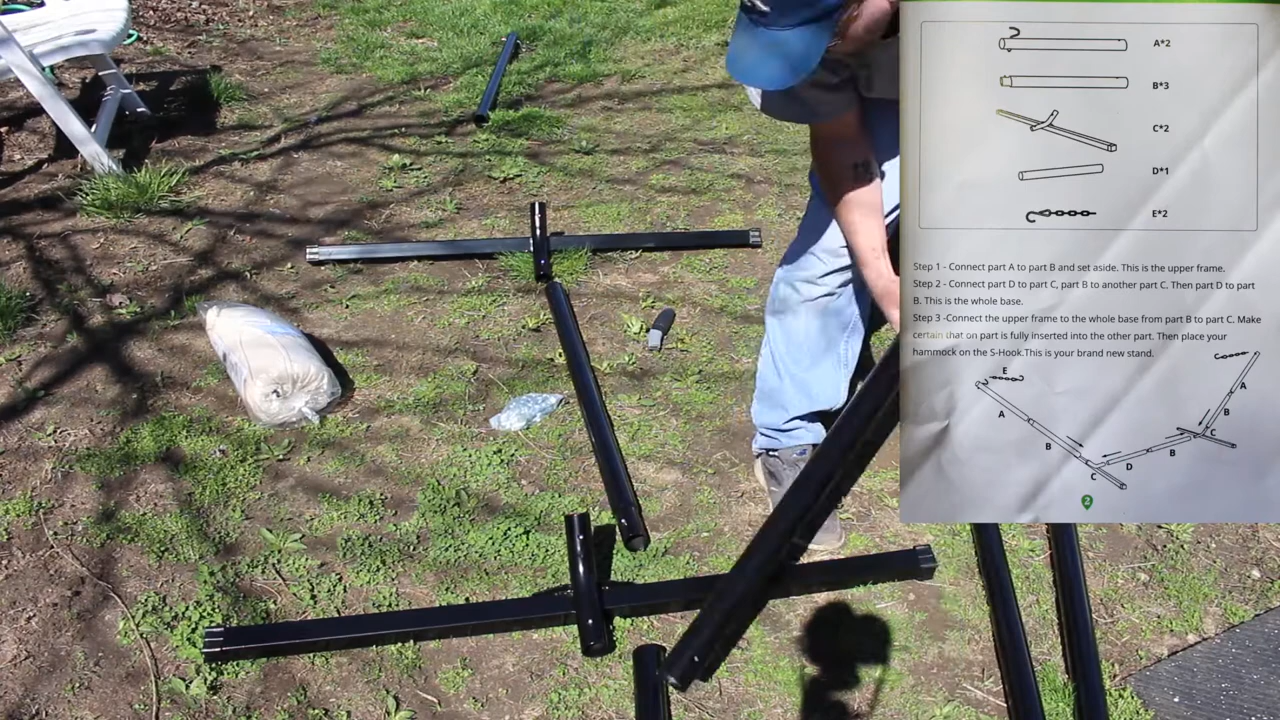 A*2
B*3
C*2
D*1
E*2
Step 1 - Connect part A to part B and set aside. This is the upper frame.
Step 2 - Connect part D to part C, part B to another part C. Then part D to part
B. This is the whole base.
Step 3 -Connect the upper frame to the whole base from part B to part C. Make
certain that on part is fully inserted into the other part. Then place your
hammock on the S-Hook.This is your brand new stand.
E
A
A
B
B
C
B
D
C
2